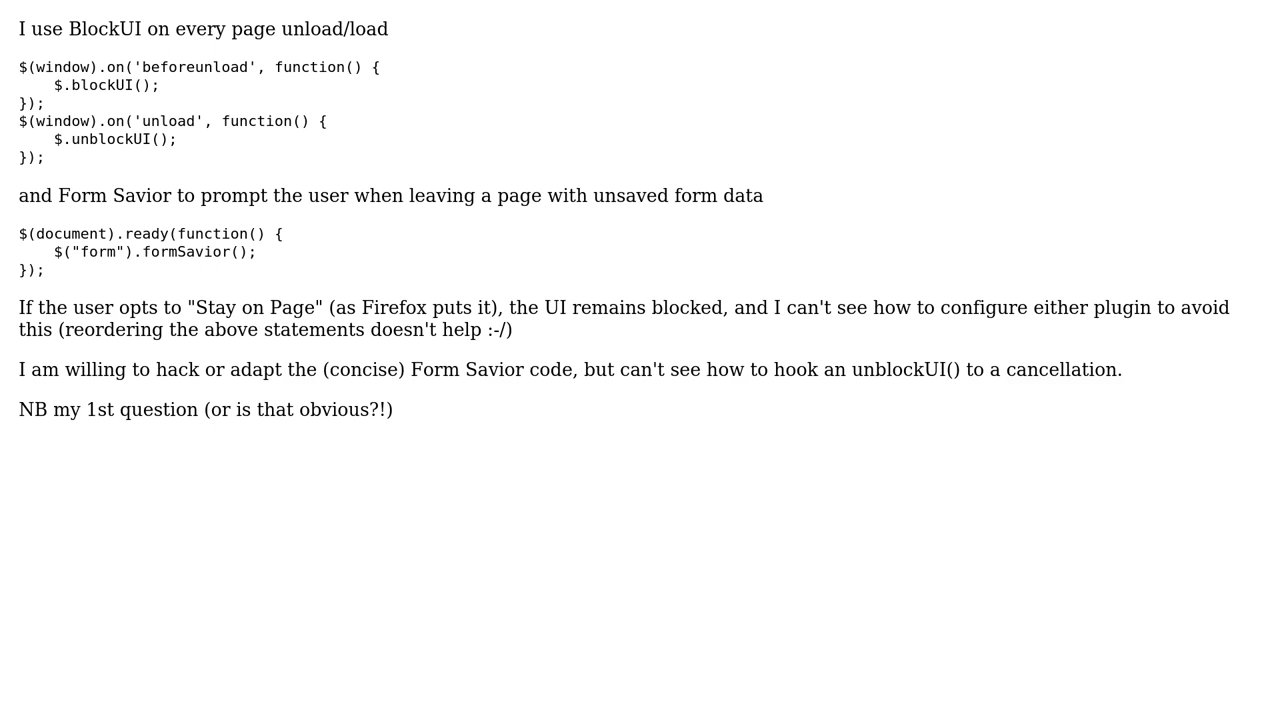 I use BlockUI on every page unload/load
$(window).on('beforeunload', function() {
    $.blockUI();
});
$(window).on('unload', function() {
    $.unblockUI();
});
and Form Savior to prompt the user when leaving a page with unsaved form data
$(document).ready(function() {
    $("form").formSavior();
});
If the user opts to "Stay on Page" (as Firefox puts it), the UI remains blocked, and I can't see how to configure either plugin to avoid
this (reordering the above statements doesn't help :-/)
I am willing to hack or adapt the (concise) Form Savior code, but can't see how to hook an unblockUI() to a cancellation.
NB my 1st question (or is that obvious?!)